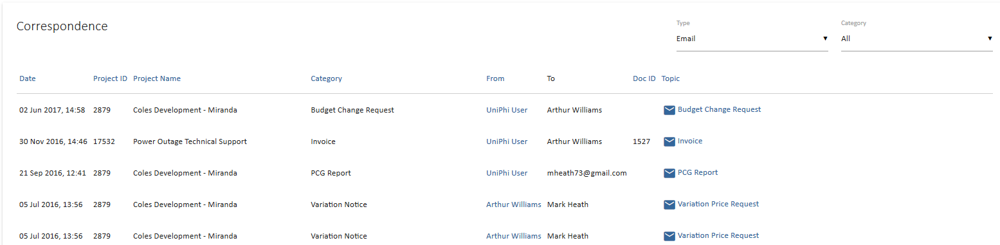 Correspondence
Type
Category
Email
All
Date Project ID Project Name Category From To Doc ID Topic
02 Jun 2017, 14:58 2879 Coles Development - Miranda Budget Change Request UniPhi User Arthur Williams Budget Change Request
30 Nov 2016, 14:46 17532 Power Outage Technical Support Invoice UniPhi User Arthur Williams 1527 Invoice
21 Sep 2016, 12:41 2879 Coles Development - Miranda PCG Report UniPhi User mheath73@gmail.com PCG Report
05 Jul 2016, 13:56 2879 Coles Development - Miranda Variation Notice Arthur Williams Mark Heath Variation Price Request
05 Jul 2016, 13:56 2879 Coles Development - Miranda Variation Notice Arthur Williams Mark Heath Variation Price Request